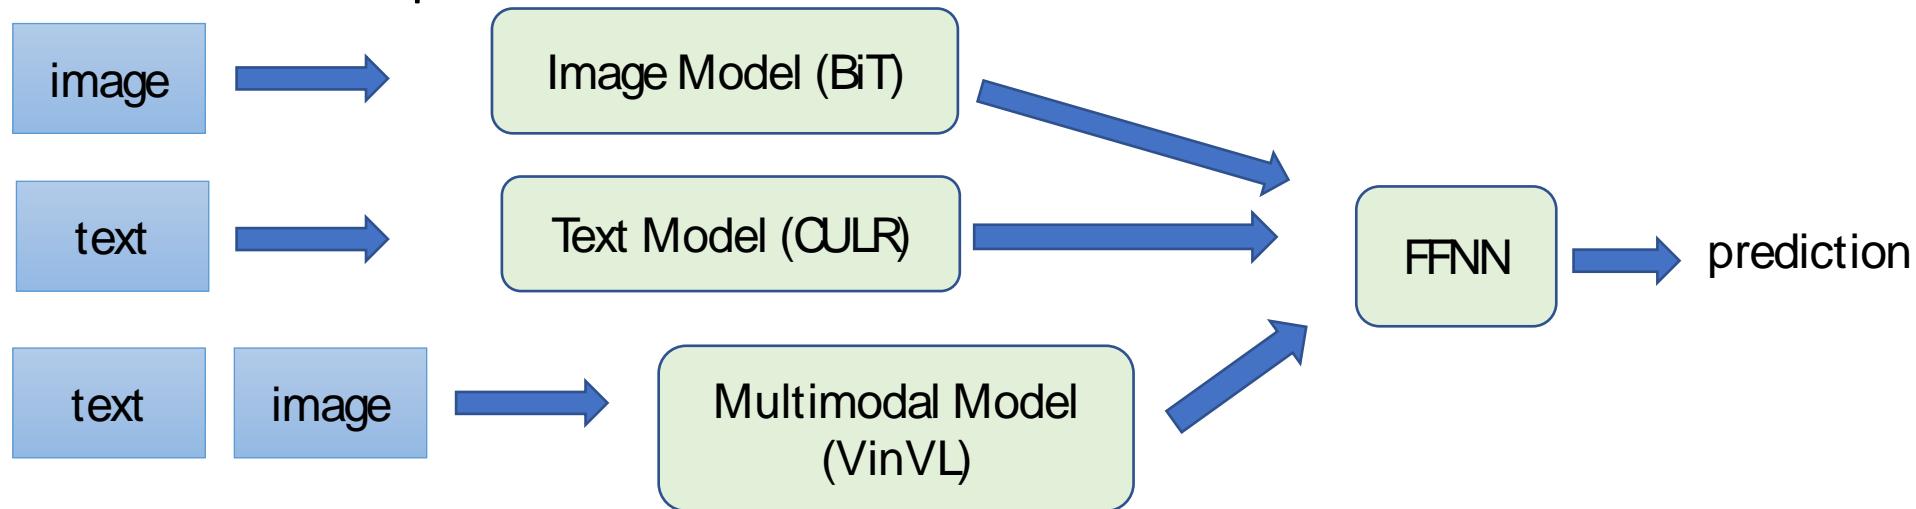 image
Image Model (BiT)
text
Text Model (CULR)
FFNN
prediction
text
image
Multimodal Model
(VinVL)